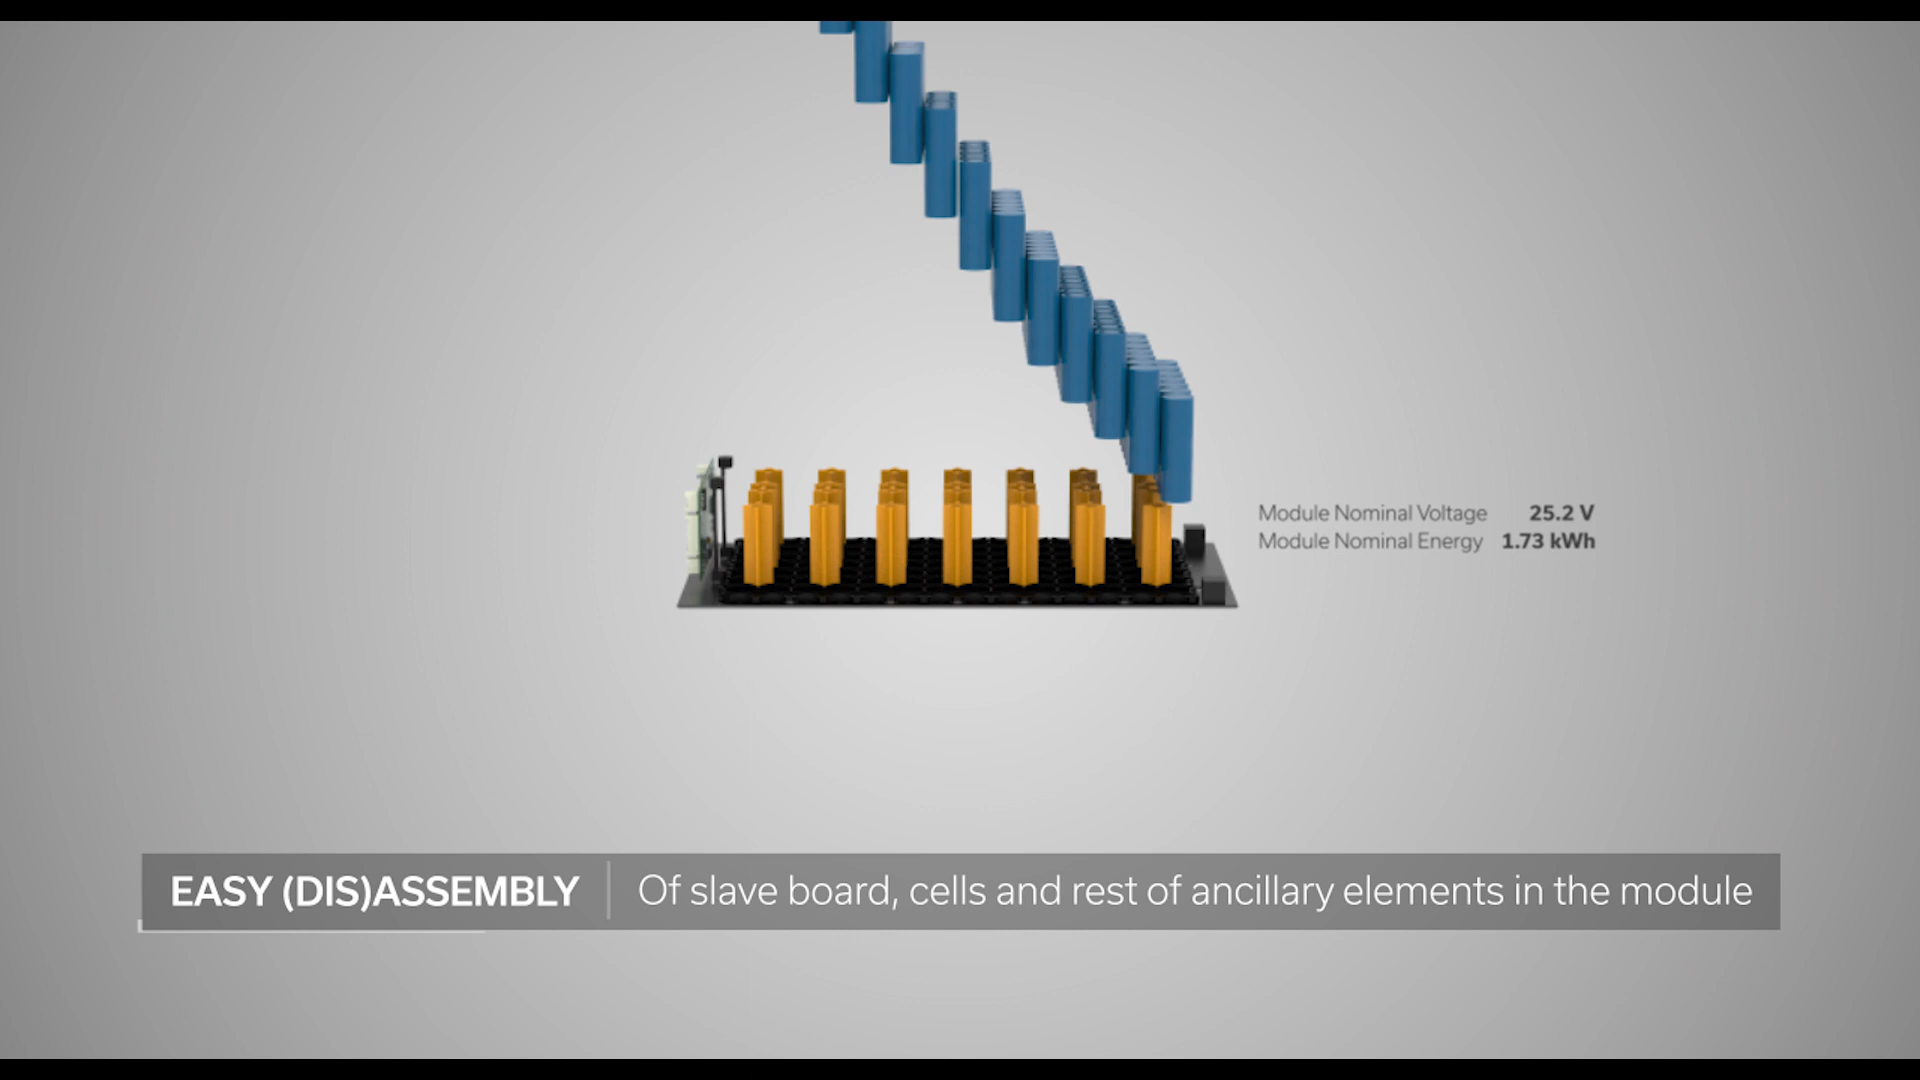 Module Nominal Voltage 25.2 V
Module Nominal Energy 1.73 kWh
EASY (DIS)ASSEMBLY Of slave board, cells and rest of ancillary elements in the module